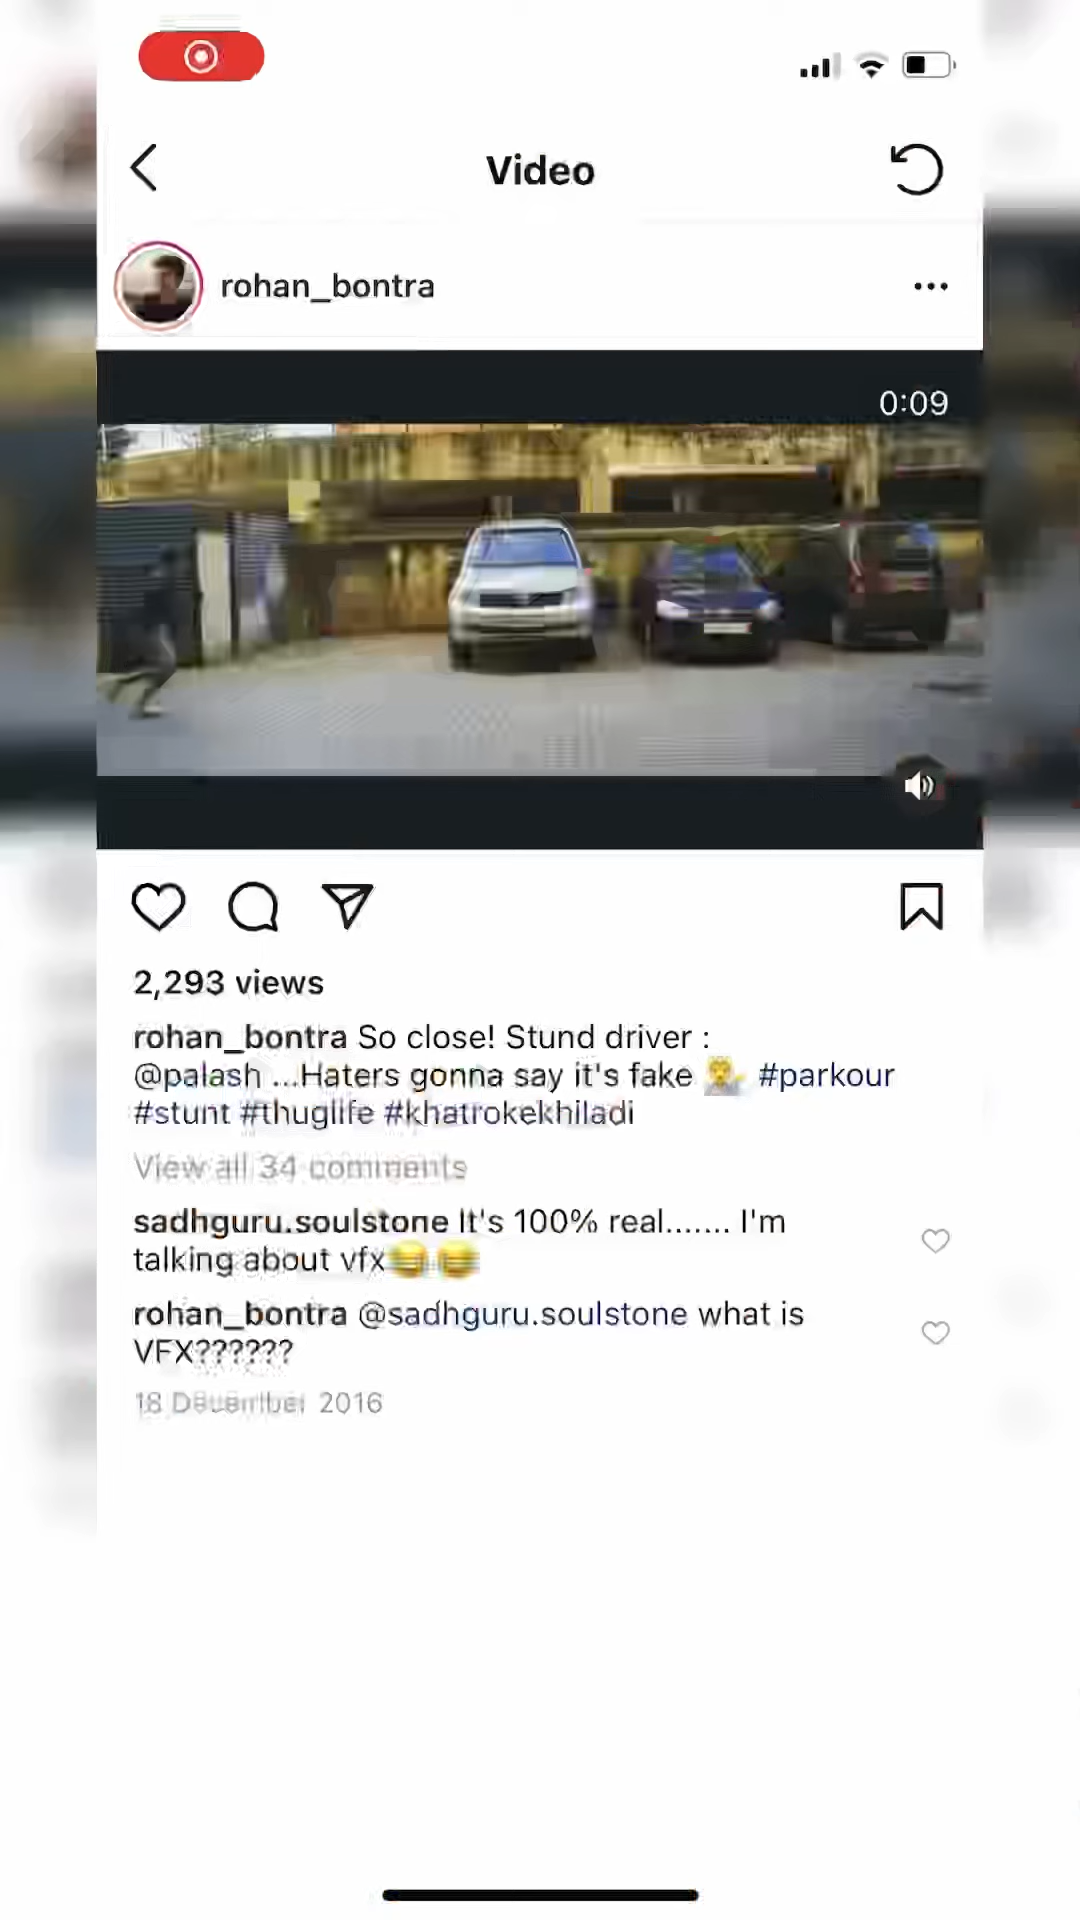 Video
rohan_bontra
0:09
2,293 views
rohan_bontra So close! Stund driver :
@palash ...Haters gonna say it's fake #parkour
#stunt #thuglife #khatrokekhiladi
View all 34 comments
sadhguru.soulstone It's 100% real....... I'm
talking about vfx😂😂
rohan_bontra @sadhguru.soulstone what is
VFX??????
18 December 2016